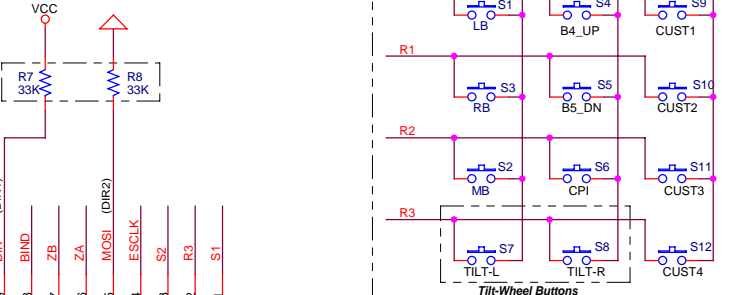 VCC
R7
33K
R8
33K
(DIR2)
BIND
ZB
ZA
MOSI
ESCLK
S2
R3
S1
S1
LB
S4
B4_UP
S9
CUST1
R1
S3
RB
S5
B5_DN
S10
CUST2
R2
S2
MB
S6
CPI
S11
CUST3
R3
S7
TILT-L
S8
TILT-R
S12
CUST4
Tilt-Wheel Buttons